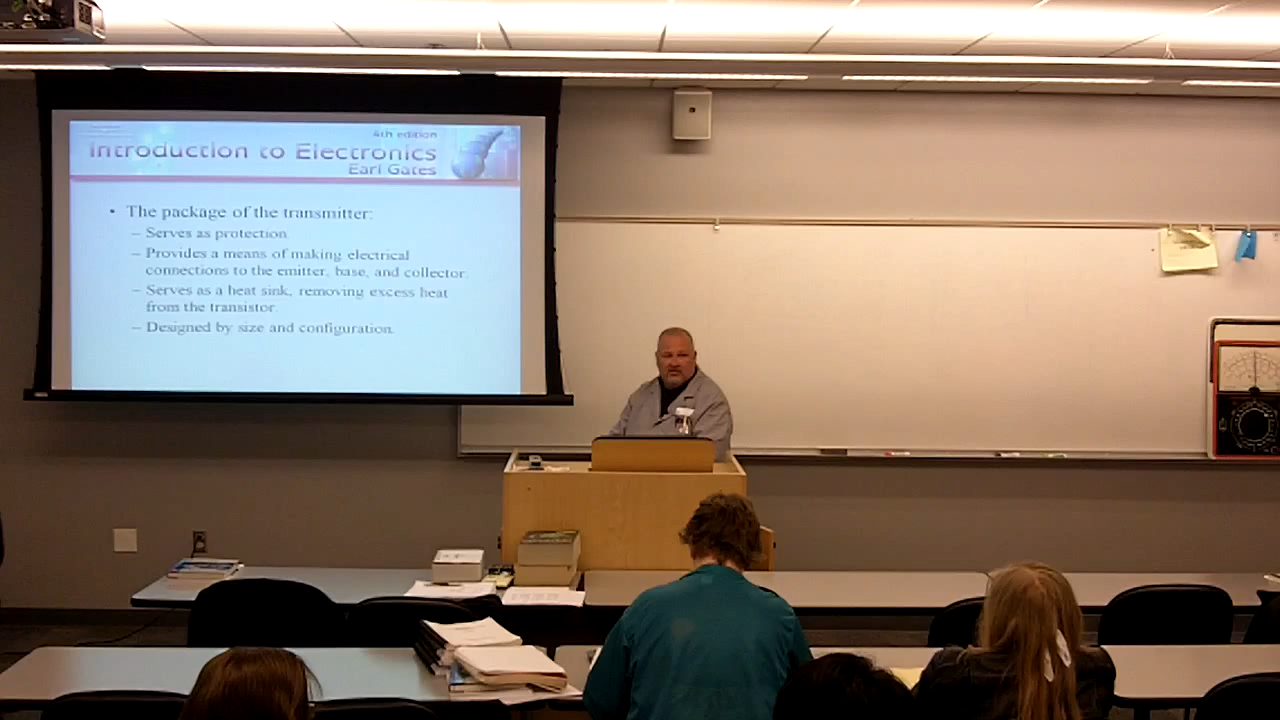 4th edition
Introduction to Electronics
Earl Gates
• The package of the transmitter:
– Serves as protection.
– Provides a means of making electrical
connections to the emitter, base, and collector.
– Serves as a heat sink, removing excess heat
from the transistor.
– Designed by size and configuration.